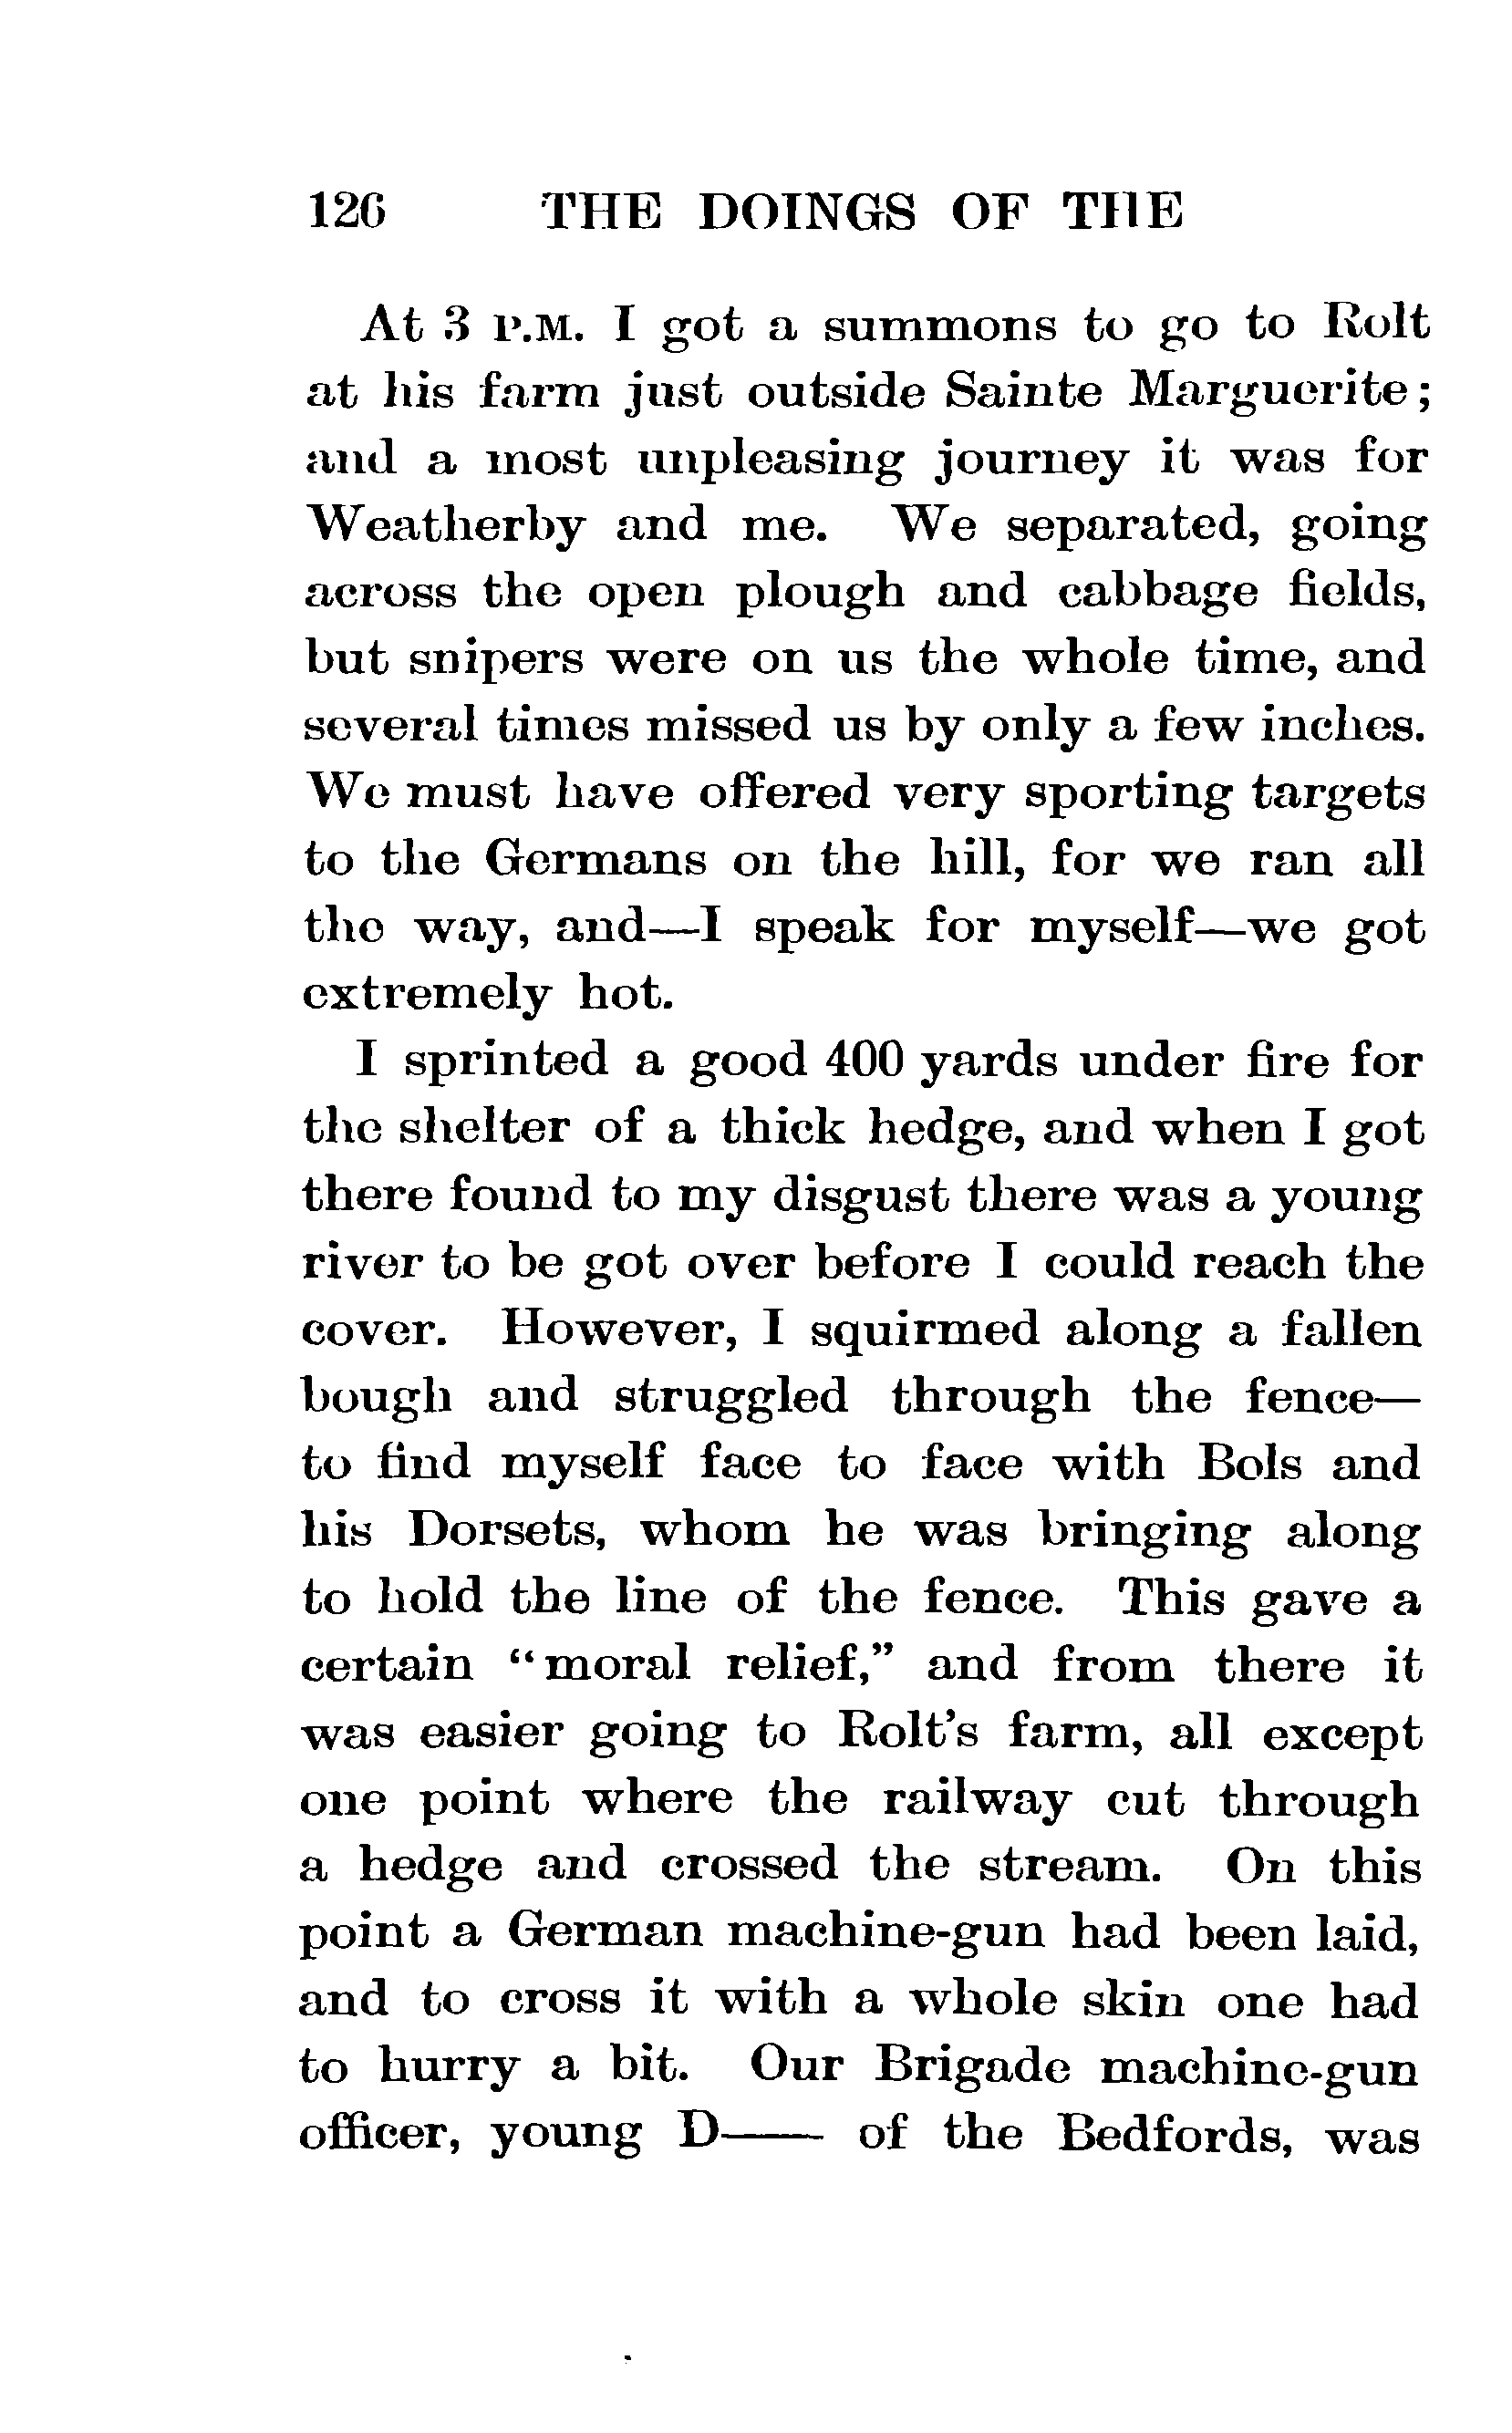 126 THE DOINGS OF THE
At 3 P.M. I got a summons to go to Rolt
at his farm just outside Sainte Marguerite;
and a most unpleasing journey it was for
Weatherby and me. We separated, going
across the open plough and cabbage fields,
but snipers were on us the whole time, and
several times missed us by only a few inches.
We must have offered very sporting targets
to the Germans on the hill, for we ran all
the way, and—I speak for myself—we got
extremely hot.
I sprinted a good 400 yards under fire for
the shelter of a thick hedge, and when I got
there found to my disgust there was a young
river to be got over before I could reach the
cover. However, I squirmed along a fallen
bough and struggled through the fence—
to find myself face to face with Bols and
his Dorsets, whom he was bringing along
to hold the line of the fence. This gave a
certain “moral relief,” and from there it
was easier going to Rolt’s farm, all except
one point where the railway cut through
a hedge and crossed the stream. On this
point a German machine-gun had been laid,
and to cross it with a whole skin one had
to hurry a bit. Our Brigade machine-gun
officer, young D—— of the Bedfords, was